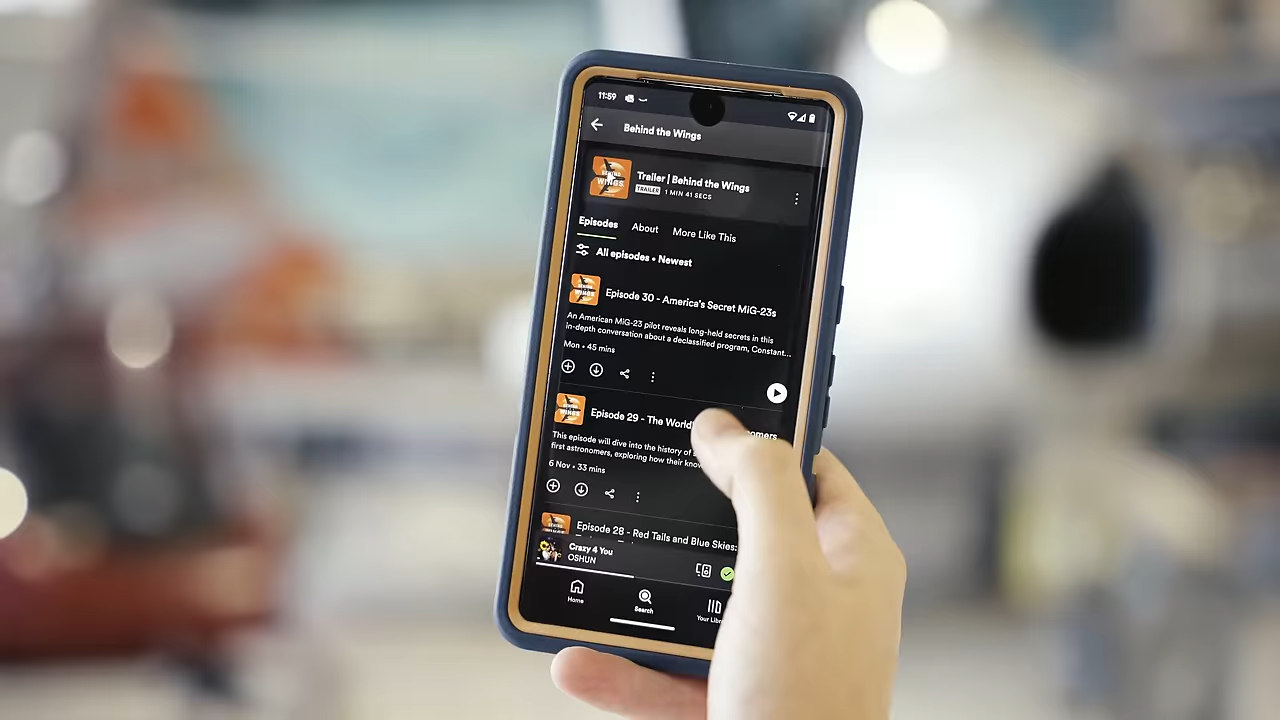 11:59
Behind the Wings
BEHIND
WINGS
Trailer | Behind the Wings
TRAILER 1 MIN 41 SECS
Episodes About More Like This
All episodes • Newest
Episode 30 - America's Secret MiG-23s
An American MiG-23 pilot reveals long-held secrets in this
in-depth conversation about a declassified program, Constant...
Mon • 45 mins
Episode 29 - The World
This episode will dive into the history of
first astronomers, exploring how their
6 Nov • 33 mins
Episode 28 - Red Tails and Blue Skies:
Crazy 4 You
OSHUN
Home Search Your